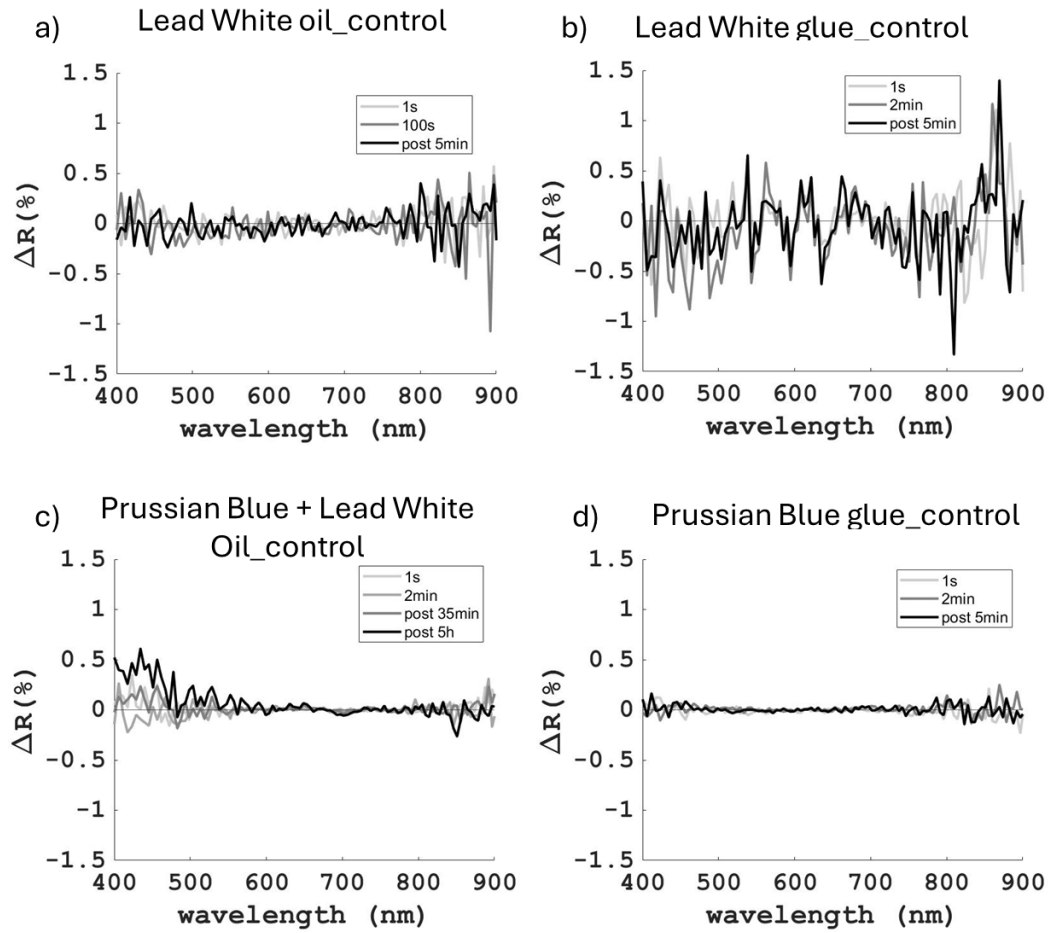 a)
Lead White oil_control
1.5
1
0.5
0
-0.5
-1
-1.5
ΔR(%)
400 500 600 700 800 900
wavelength (nm)
1s
100s
post 5min
b)
Lead White glue_control
1.5
1
0.5
0
-0.5
-1
-1.5
ΔR(%)
400 500 600 700 800 900
wavelength (nm)
1s
2min
post 5min
c)
Prussian Blue + Lead White
Oil_control
1.5
1
0.5
0
-0.5
-1
-1.5
ΔR(%)
400 500 600 700 800 900
wavelength (nm)
1s
2min
post 35min
post 5h
d)
Prussian Blue glue_control
1.5
1
0.5
0
-0.5
-1
-1.5
ΔR(%)
400 500 600 700 800 900
wavelength (nm)
1s
2min
post 5min